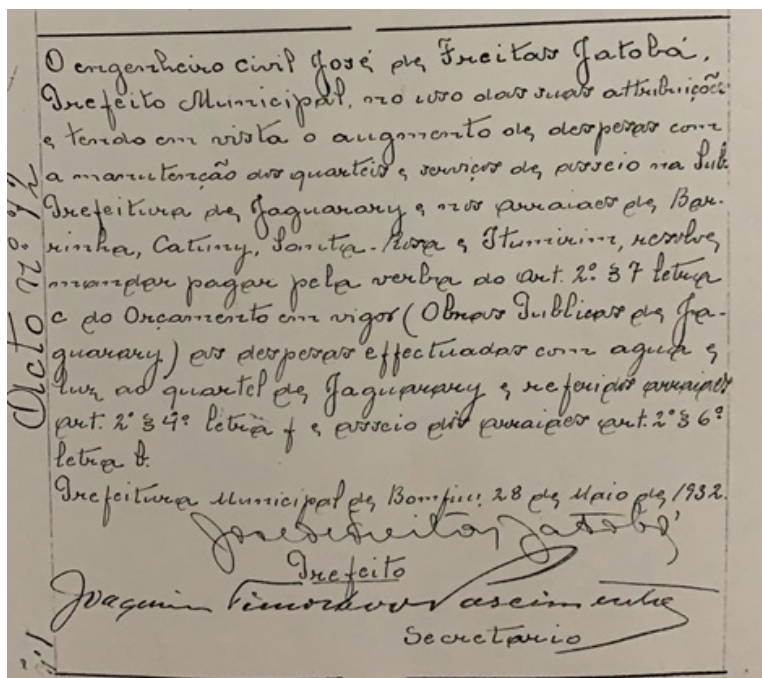 O engenheiro civil José de Freitas Jatobá,
Prefeito Municipal, no uso das suas attribuições
e tendo em vista o augmento de despesas com
a manutenção dos quarteis e serviços de asseio na Sub.
Prefeitura de Jaguarary e nos arraiaes de Bar-
rinha, Catuny, Santa-Rosa e Itumirim, resolve
mandar pagar pela verba do art. 2º § 7 letra
c do Orçamento em vigor (Obras Publicas de Ja-
guarary) as despesas effectuadas com agua e
luz ao quartel de Jaguarary e referidos arraiaes
art. 2º § 4º letra f e asseio dos arraiaes art. 2º § 6º
letra b.
Prefeitura Municipal de Bomfim, 28 de Maio de 1932.
José de Freitas Jatobá
Prefeito
Joaquim Nascimento
Secretario
Acto nº 12